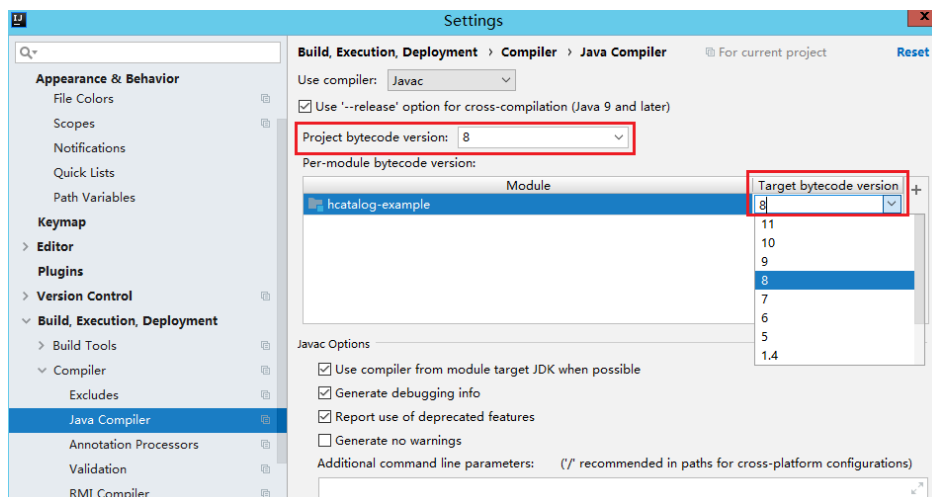 Settings
x
Appearance & Behavior
File Colors
Scopes
Notifications
Quick Lists
Path Variables
Keymap
Editor
Plugins
Version Control
Build, Execution, Deployment
Build Tools
Compiler
Excludes
Java Compiler
Annotation Processors
Validation
RMI Compiler
Build, Execution, Deployment › Compiler › Java Compiler For current project Reset
Use compiler: Javac
Use '--release' option for cross-compilation (Java 9 and later)
Project bytecode version: 8
Per-module bytecode version:
Module Target bytecode version
hcatalog-example 8
11
10
9
8
7
6
5
1.4
Javac Options
Use compiler from module target JDK when possible
Generate debugging info
Report use of deprecated features
Generate no warnings
Additional command line parameters: ('/' recommended in paths for cross-platform configurations)